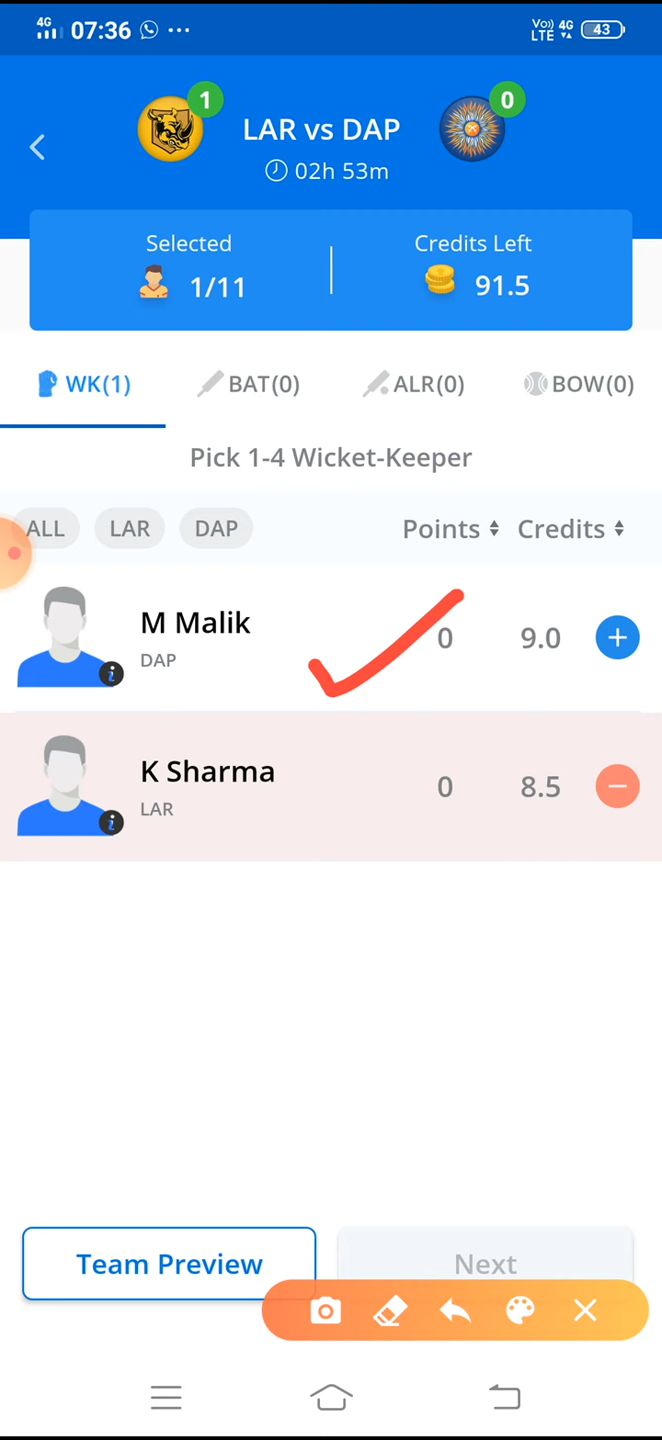 4G 07:36 ... Vo)) LTE 4G 43
1 0
LAR vs DAP
02h 53m
Selected Credits Left
1/11 91.5
WK(1) BAT(0) ALR(0) BOW(0)
Pick 1-4 Wicket-Keeper
ALL LAR DAP Points Credits
M Malik 0 9.0 +
DAP
K Sharma 0 8.5 −
LAR
Team Preview Next